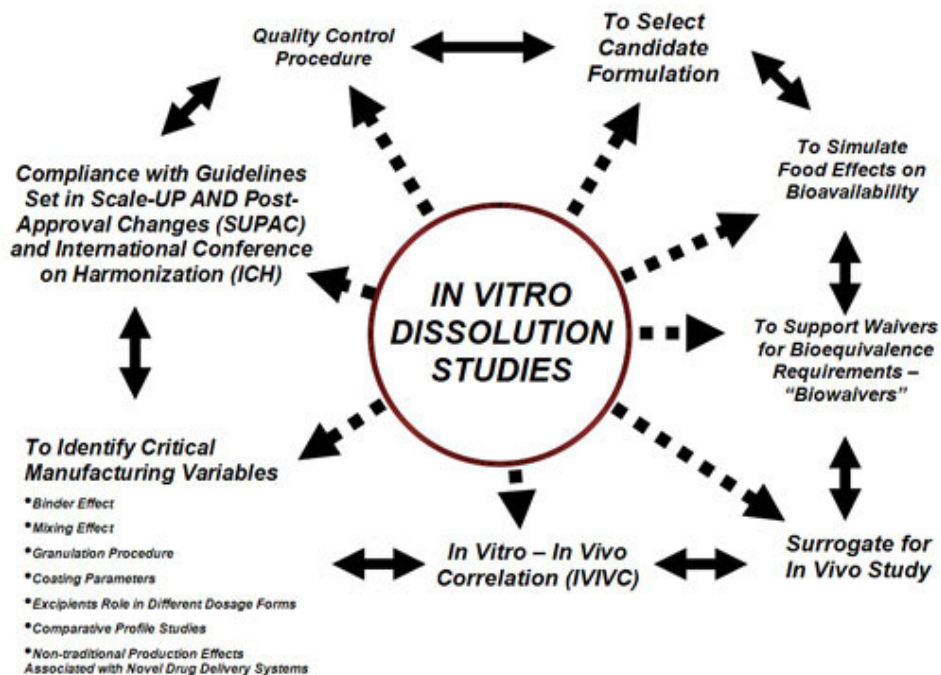 Quality Control
Procedure
To Select
Candidate
Formulation
To Simulate
Food Effects on
Bioavailability
Compliance with Guidelines
Set in Scale-UP AND Post-
Approval Changes (SUPAC)
and International Conference
on Harmonization (ICH)
IN VITRO
DISSOLUTION
STUDIES
To Support Waivers
for Bioequivalence
Requirements –
“Biowaivers”
To Identify Critical
Manufacturing Variables
•Binder Effect
•Mixing Effect
•Granulation Procedure
•Coating Parameters
•Excipients Role in Different Dosage Forms
•Comparative Profile Studies
•Non-traditional Production Effects
Associated with Novel Drug Delivery Systems
In Vitro – In Vivo
Correlation (IVIVC)
Surrogate for
In Vivo Study